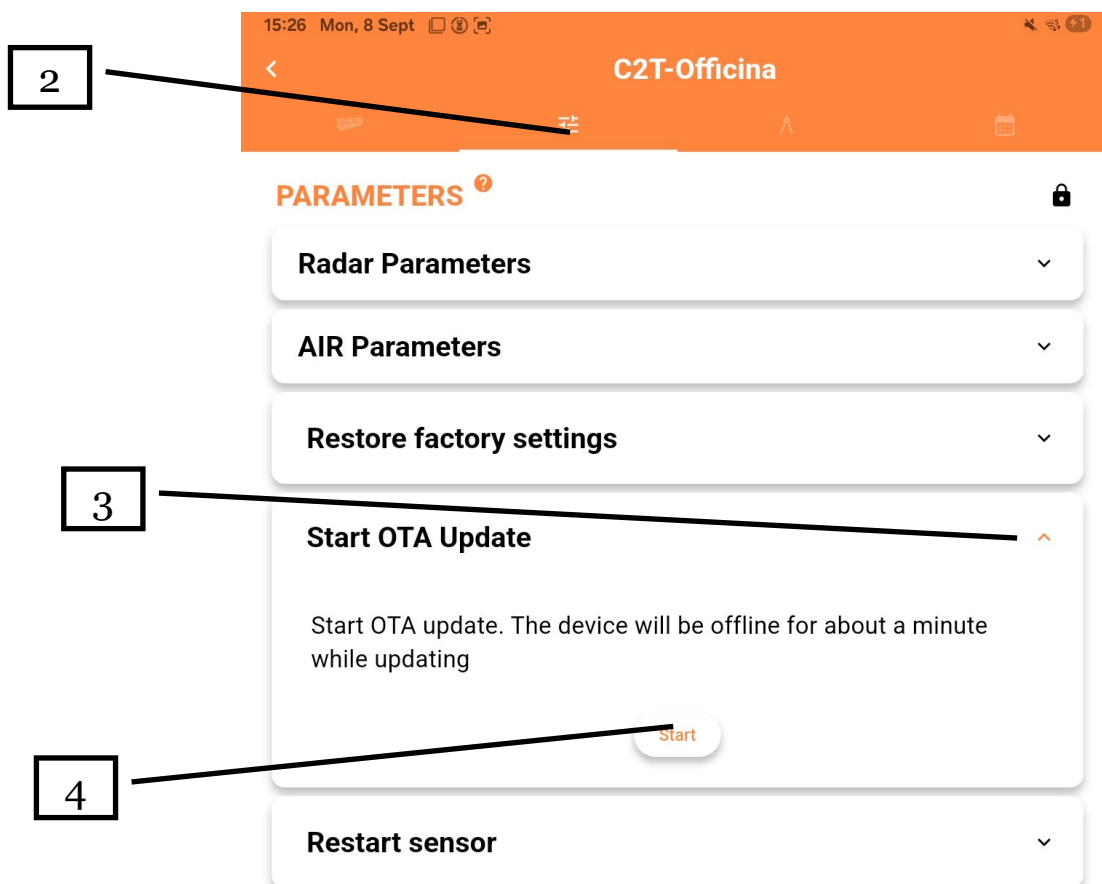 15:26 Mon, 8 Sept
2
C2T-Officina
PARAMETERS ?
Radar Parameters
AIR Parameters
Restore factory settings
3
Start OTA Update
Start OTA update. The device will be offline for about a minute
while updating
Start
4
Restart sensor